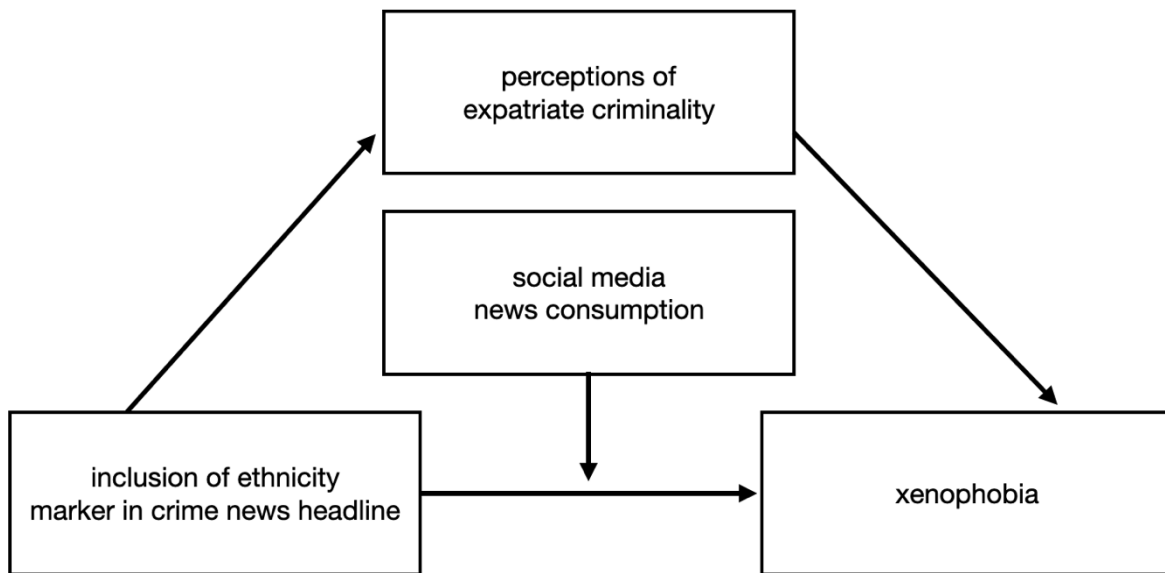 perceptions of
expatriate criminality
social media
news consumption
inclusion of ethnicity
marker in crime news headline
xenophobia